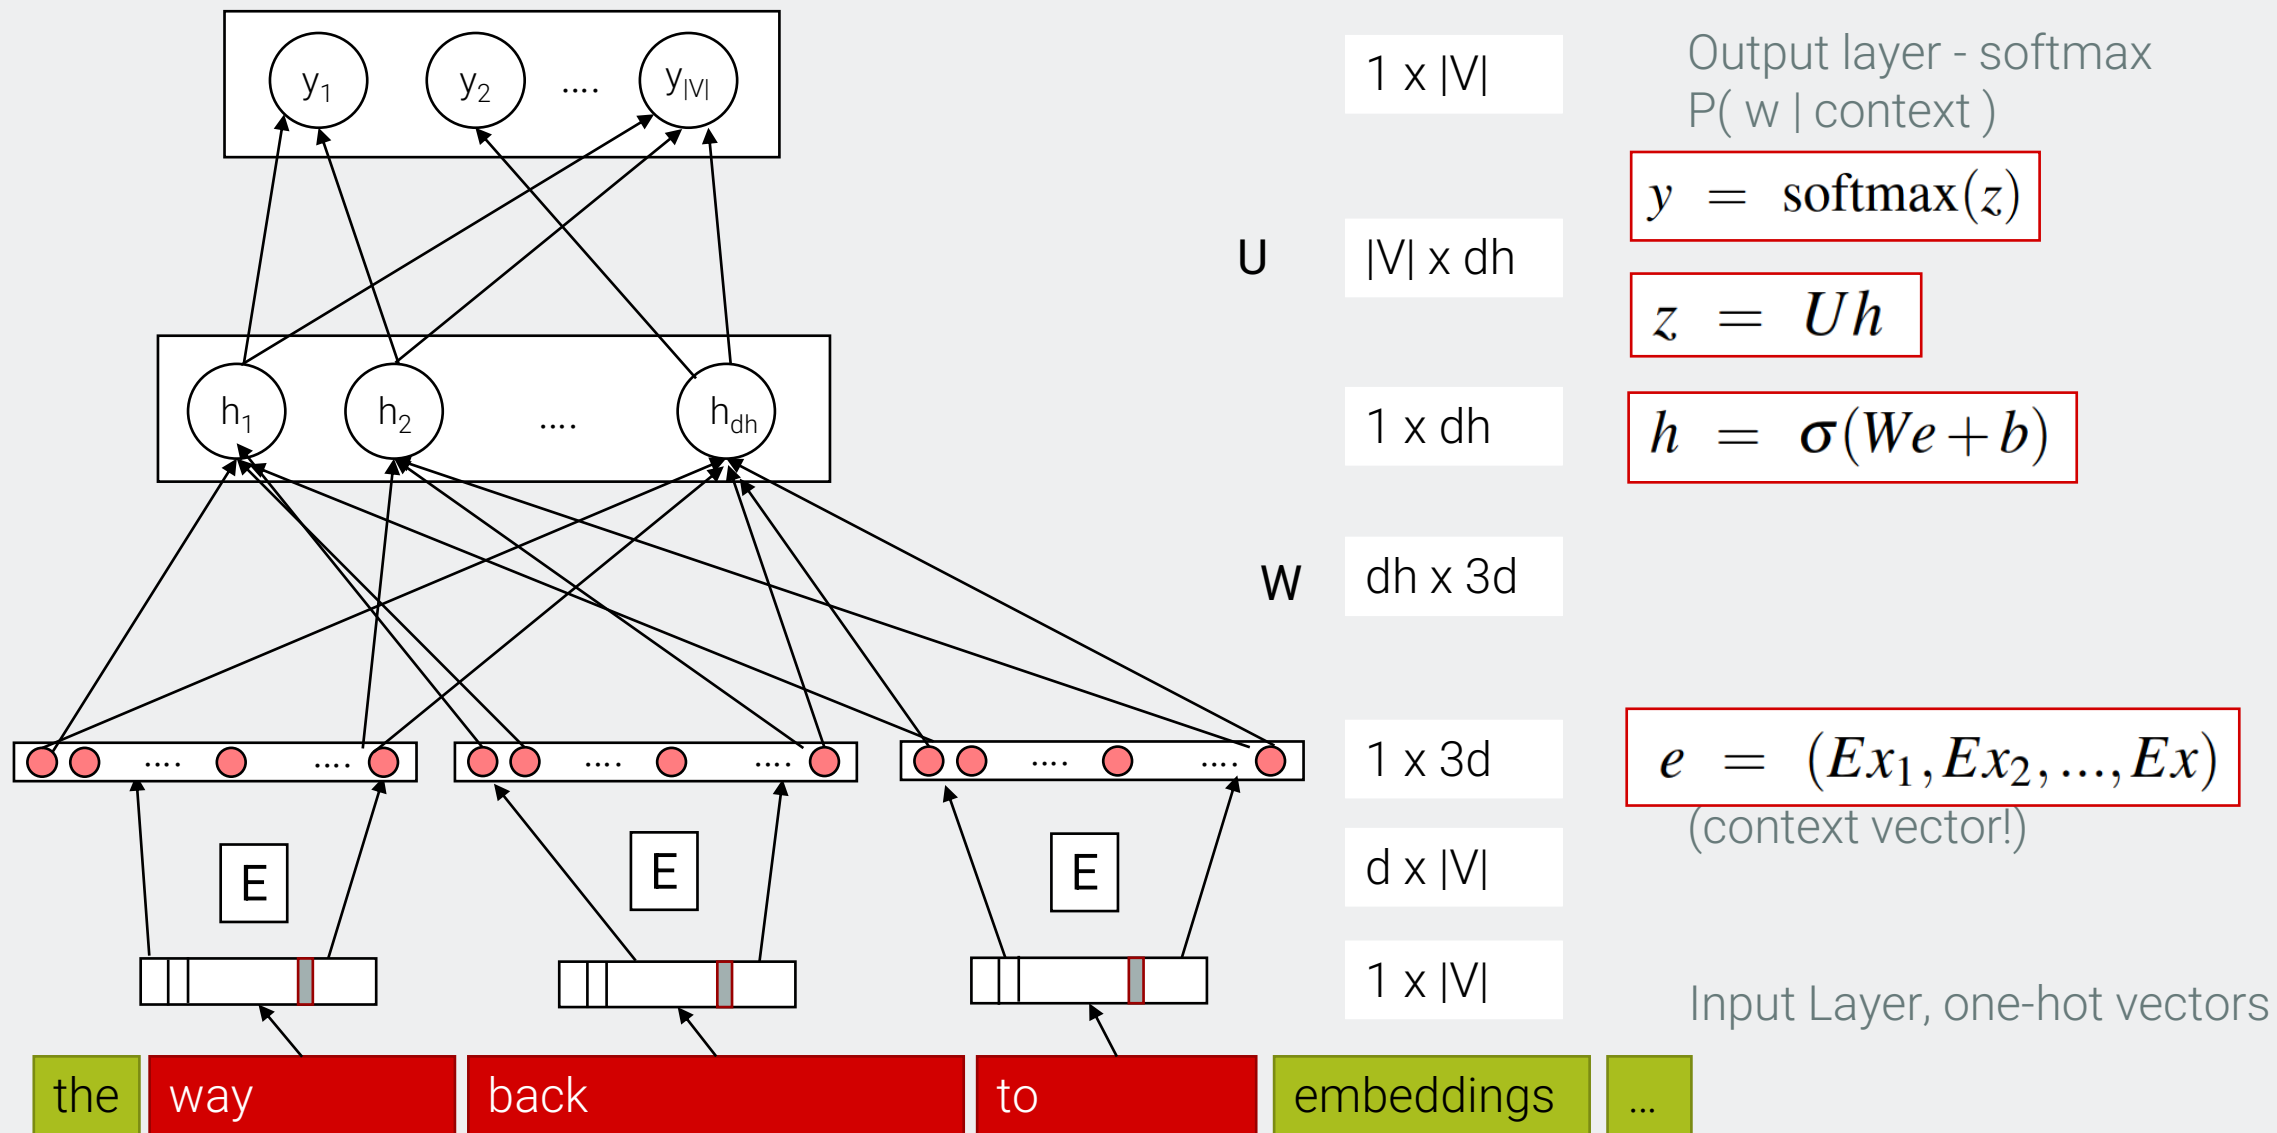 y1 y2 .... y|V| 1 x |V| Output layer - softmax
P( w | context )
y = softmax(z)
U |V| x dh
z = Uh
h1 h2 .... hdh 1 x dh h = σ(We+b)
W dh x 3d
.... .... .... .... .... .... 1 x 3d e = (Ex1, Ex2, ..., Ex)
(context vector!)
E E E d x |V|
1 x |V| Input Layer, one-hot vectors
the way back to embeddings ...